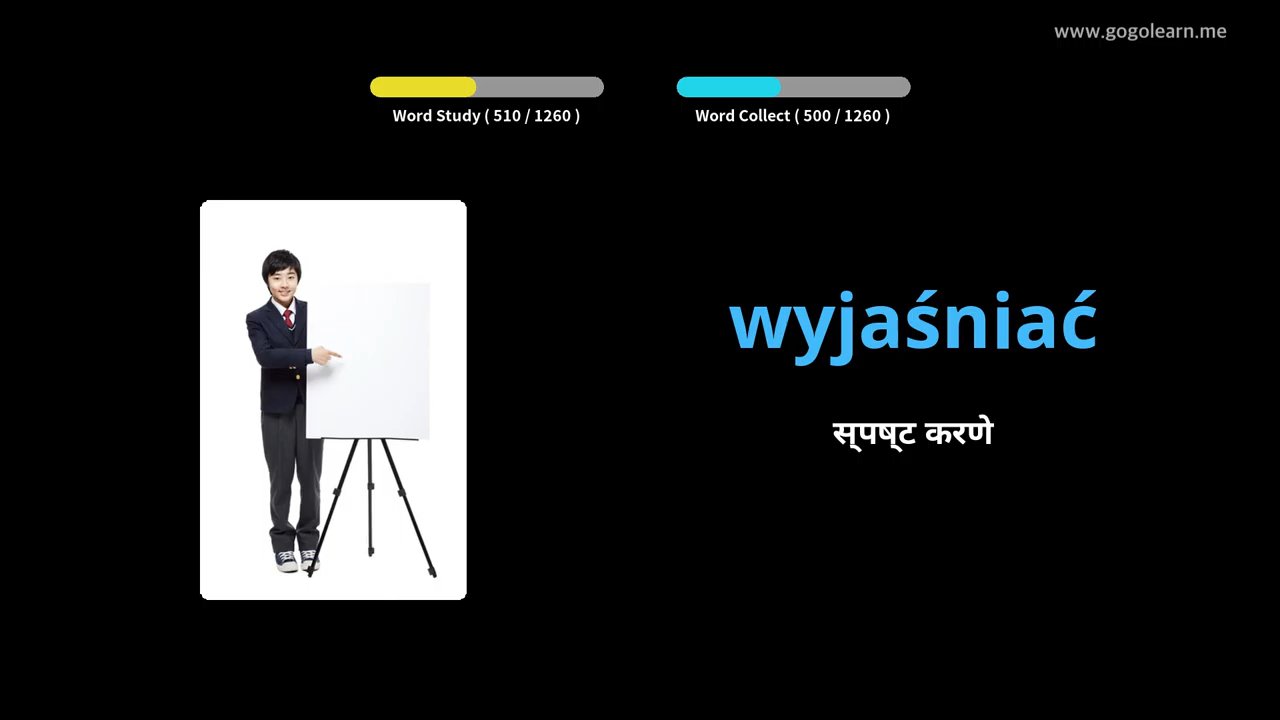 www.gogolearn.me
Word Study ( 510 / 1260 )
Word Collect ( 500 / 1260 )
wyjaśniać
स्पष्ट करणे